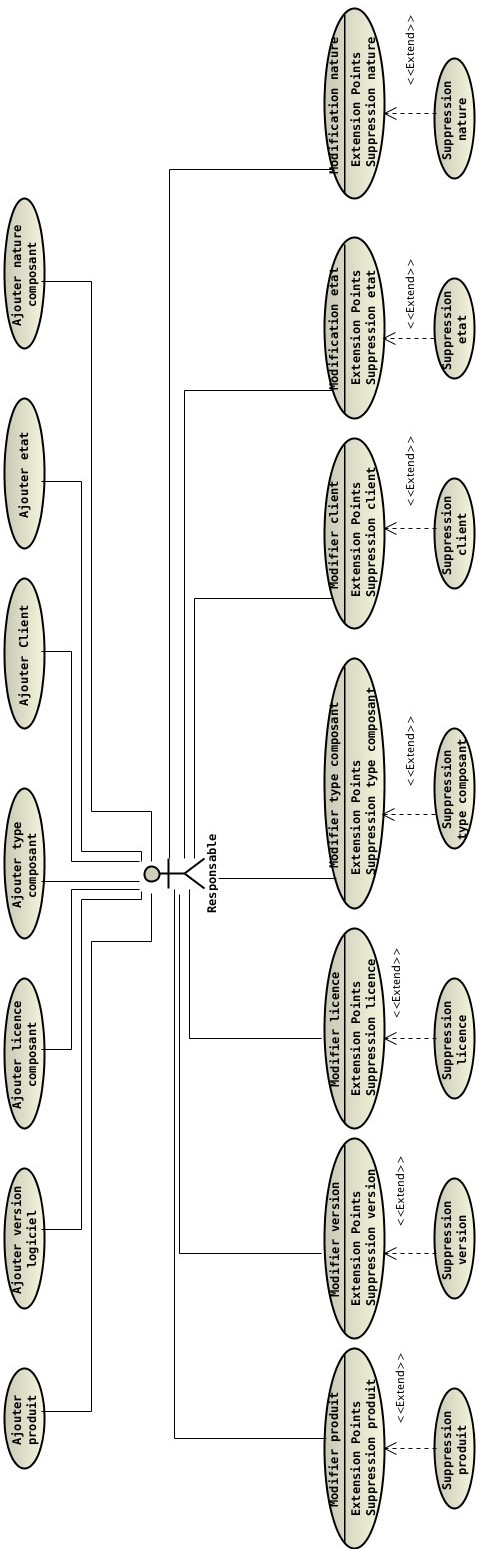 Ajouter
produit
Ajouter version
logiciel
Ajouter licence
composant
Ajouter type
composant
Ajouter Client
Ajouter etat
Ajouter nature
composant
Responsable
Modifier produit
Extension Points
Suppression produit
Modifier version
Extension Points
Suppression version
Modifier licence
Extension Points
Suppression licence
Modifier type composant
Extension Points
Suppression type composant
Modifier client
Extension Points
Suppression client
Modification etat
Extension Points
Suppression etat
Modification nature
Extension Points
Suppression nature
<<Extend>>
<<Extend>>
<<Extend>>
<<Extend>>
<<Extend>>
<<Extend>>
<<Extend>>
Suppression
produit
Suppression
version
Suppression
licence
Suppression
type composant
Suppression
client
Suppression
etat
Suppression
nature